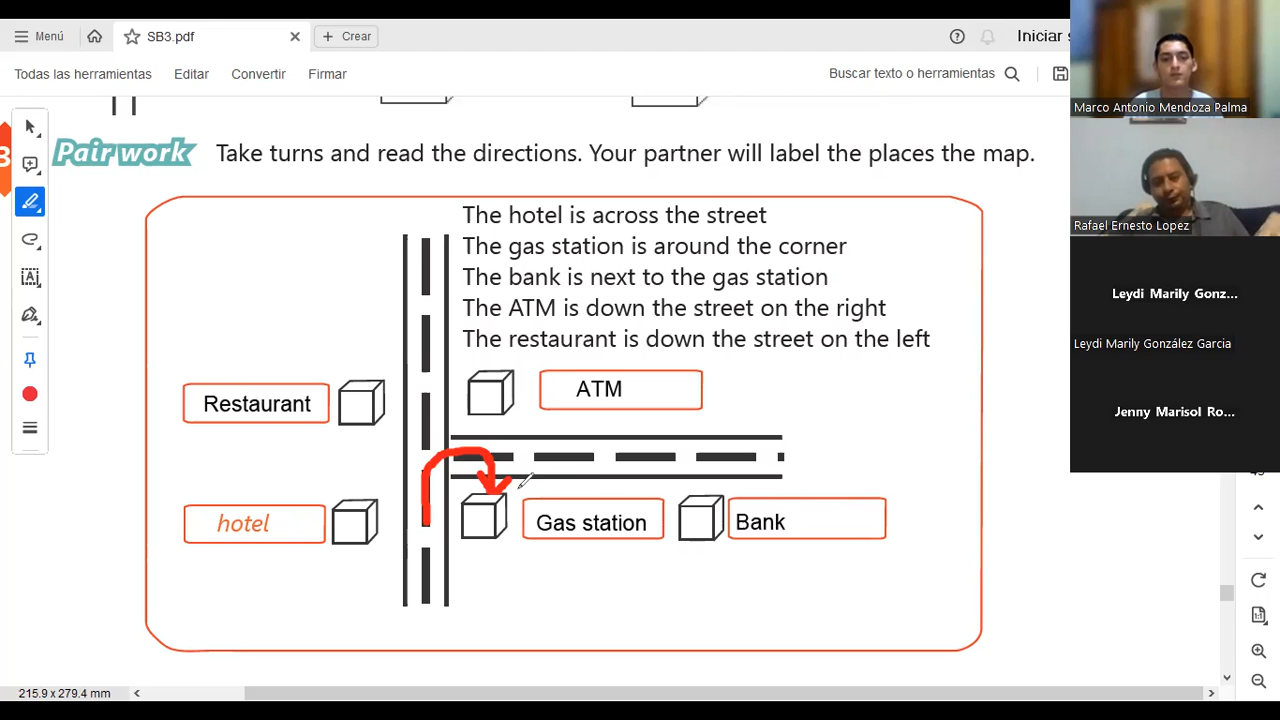 Menú
SB3.pdf
Crear
Iniciar s
Todas las herramientas
Editar
Convertir
Firmar
Buscar texto o herramientas
Marco Antonio Mendoza Palma
3
Pair work
Take turns and read the directions. Your partner will label the places the map.
The hotel is across the street
The gas station is around the corner
The bank is next to the gas station
The ATM is down the street on the right
The restaurant is down the street on the left
Restaurant
ATM
hotel
Gas station
Bank
Rafael Ernesto Lopez
Leydi Marily Gonz...
Leydi Marily González Garcia
Jenny Marisol Ro...
1:1
215.9 x 279.4 mm